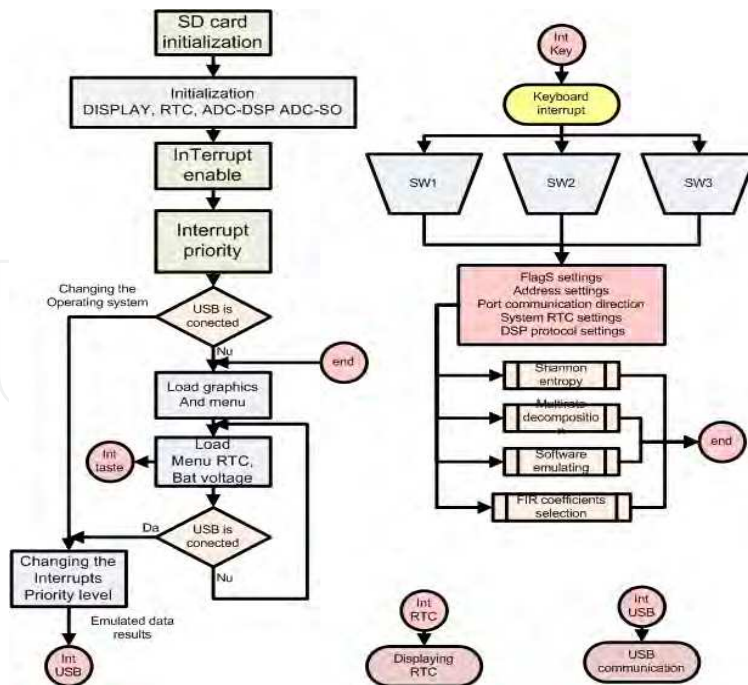 SD card
initialization
Initialization
DISPLAY, RTC, ADC-DSP ADC-SO
InTerrupt
enable
Interrupt
priority
Changing the
Operating system
USB is
conected
Nu
end
Load graphics
And menu
Int
taste
Load
Menu RTC,
Bat voltage
Da
USB is
conected
Nu
Changing the
Interrupts
Priority level
Emulated data
results
Int
USB
Int
Key
Keyboard
interrupt
SW1
SW2
SW3
FlagS settings
Address settings
Port communication direction
System RTC settings
DSP protocol settings
Shannon
entropy
Multirate
decompositio
n
Software
emulating
FIR coefficients
selection
end
Int
RTC
Displaying
RTC
Int
USB
USB
communication